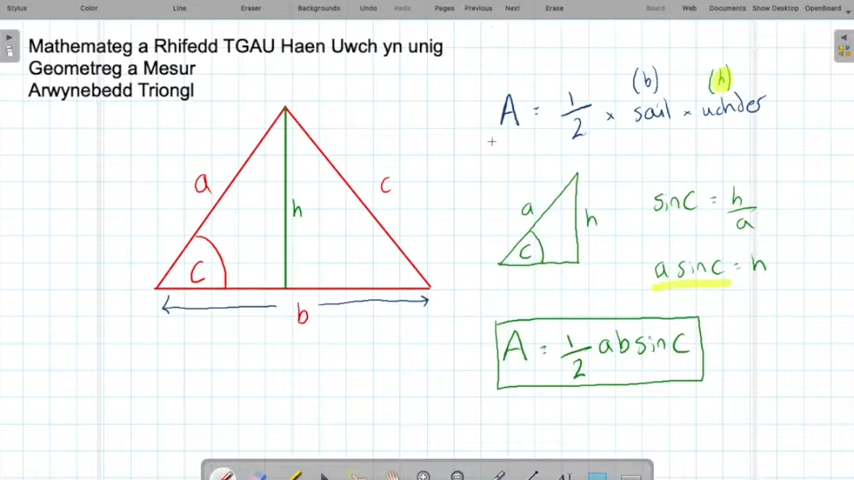 Stylus Color Line Eraser Backgrounds Undo Redo Pages Previous Next Erase Board Web Documents Show Desktop OpenBoard
Mathemateg a Rhifedd TGAU Haen Uwch yn unig
Geometreg a Mesur
Arwynebedd Triongl
a
c
h
C
b
(b) (h)
A = 1/2 × sail × uchder
a
h
C
sinC = h/a
a sinC = h
A = 1/2 absinC